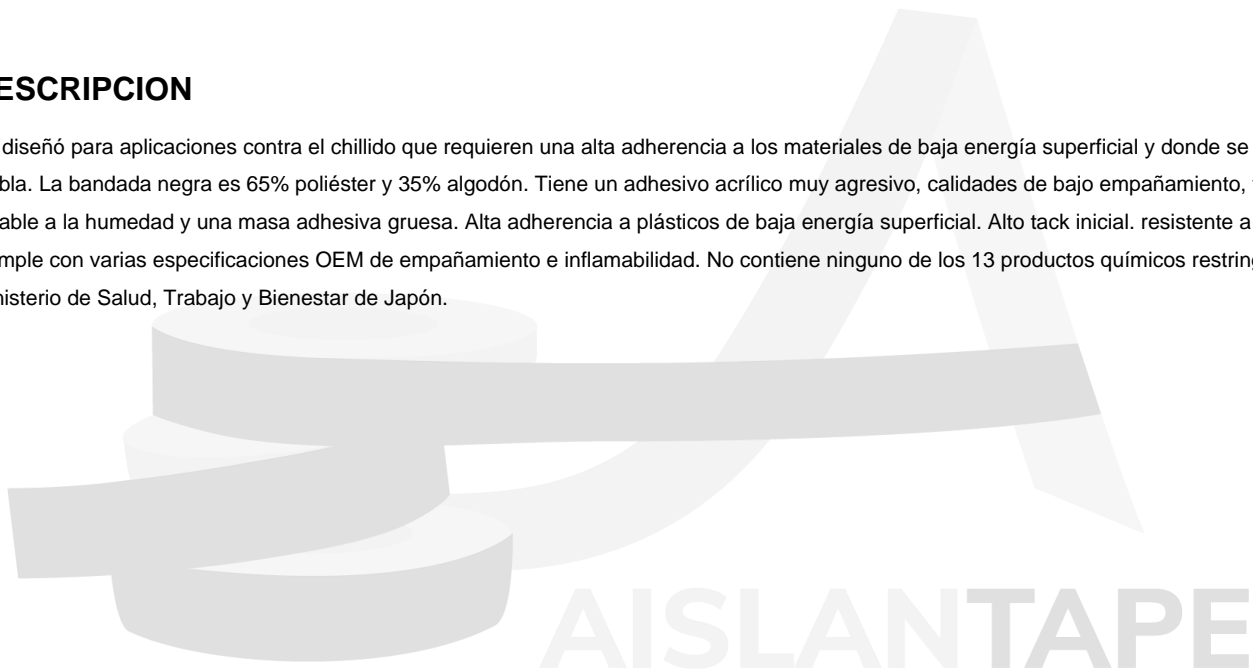 ESCRIPCION
diseñó para aplicaciones contra el chillido que requieren una alta adherencia a los materiales de baja energía superficial y donde se
bla. La bandada negra es 65% poliéster y 35% algodón. Tiene un adhesivo acrílico muy agresivo, calidades de bajo empañamiento,
able a la humedad y una masa adhesiva gruesa. Alta adherencia a plásticos de baja energía superficial. Alto tack inicial. resistente a
mple con varias especificaciones OEM de empañamiento e inflamabilidad. No contiene ninguno de los 13 productos químicos restring
nisterio de Salud, Trabajo y Bienestar de Japón.
AISLANTAPE